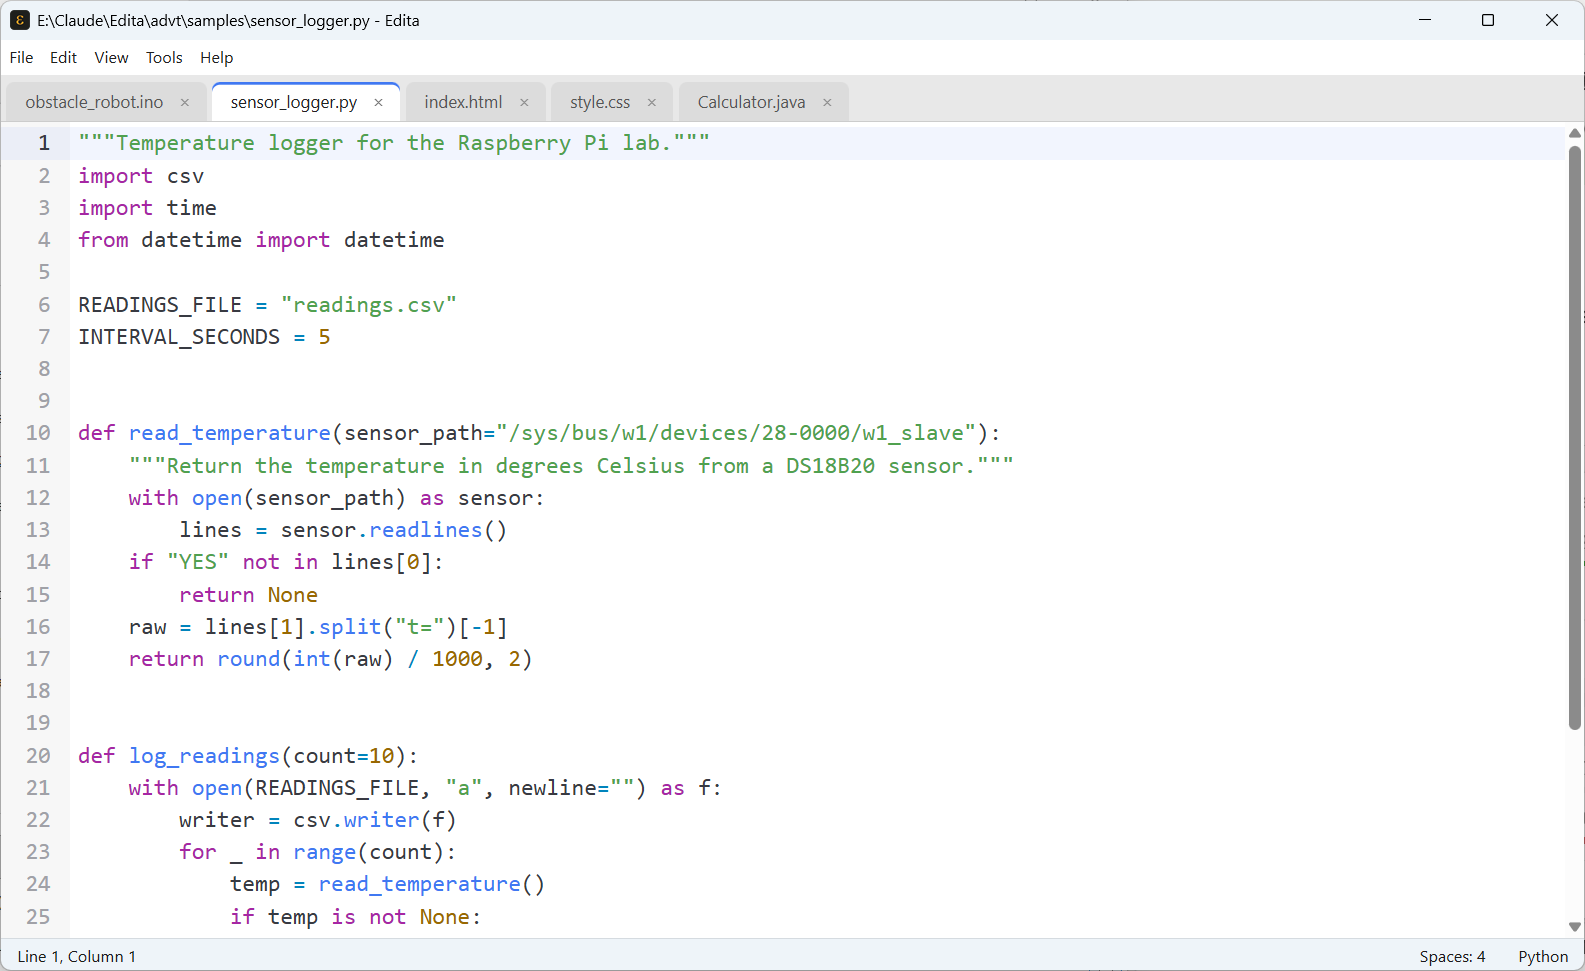 E:\Claude\Edita\advt\samples\sensor_logger.py - Edita
File Edit View Tools Help
obstacle_robot.ino × sensor_logger.py × index.html × style.css × Calculator.java ×
1 """Temperature logger for the Raspberry Pi lab."""
2 import csv
3 import time
4 from datetime import datetime
5
6 READINGS_FILE = "readings.csv"
7 INTERVAL_SECONDS = 5
8
9
10 def read_temperature(sensor_path="/sys/bus/w1/devices/28-0000/w1_slave"):
11     """Return the temperature in degrees Celsius from a DS18B20 sensor."""
12     with open(sensor_path) as sensor:
13         lines = sensor.readlines()
14     if "YES" not in lines[0]:
15         return None
16     raw = lines[1].split("t=")[-1]
17     return round(int(raw) / 1000, 2)
18
19
20 def log_readings(count=10):
21     with open(READINGS_FILE, "a", newline="") as f:
22         writer = csv.writer(f)
23         for _ in range(count):
24             temp = read_temperature()
25             if temp is not None:
Line 1, Column 1 Spaces: 4 Python